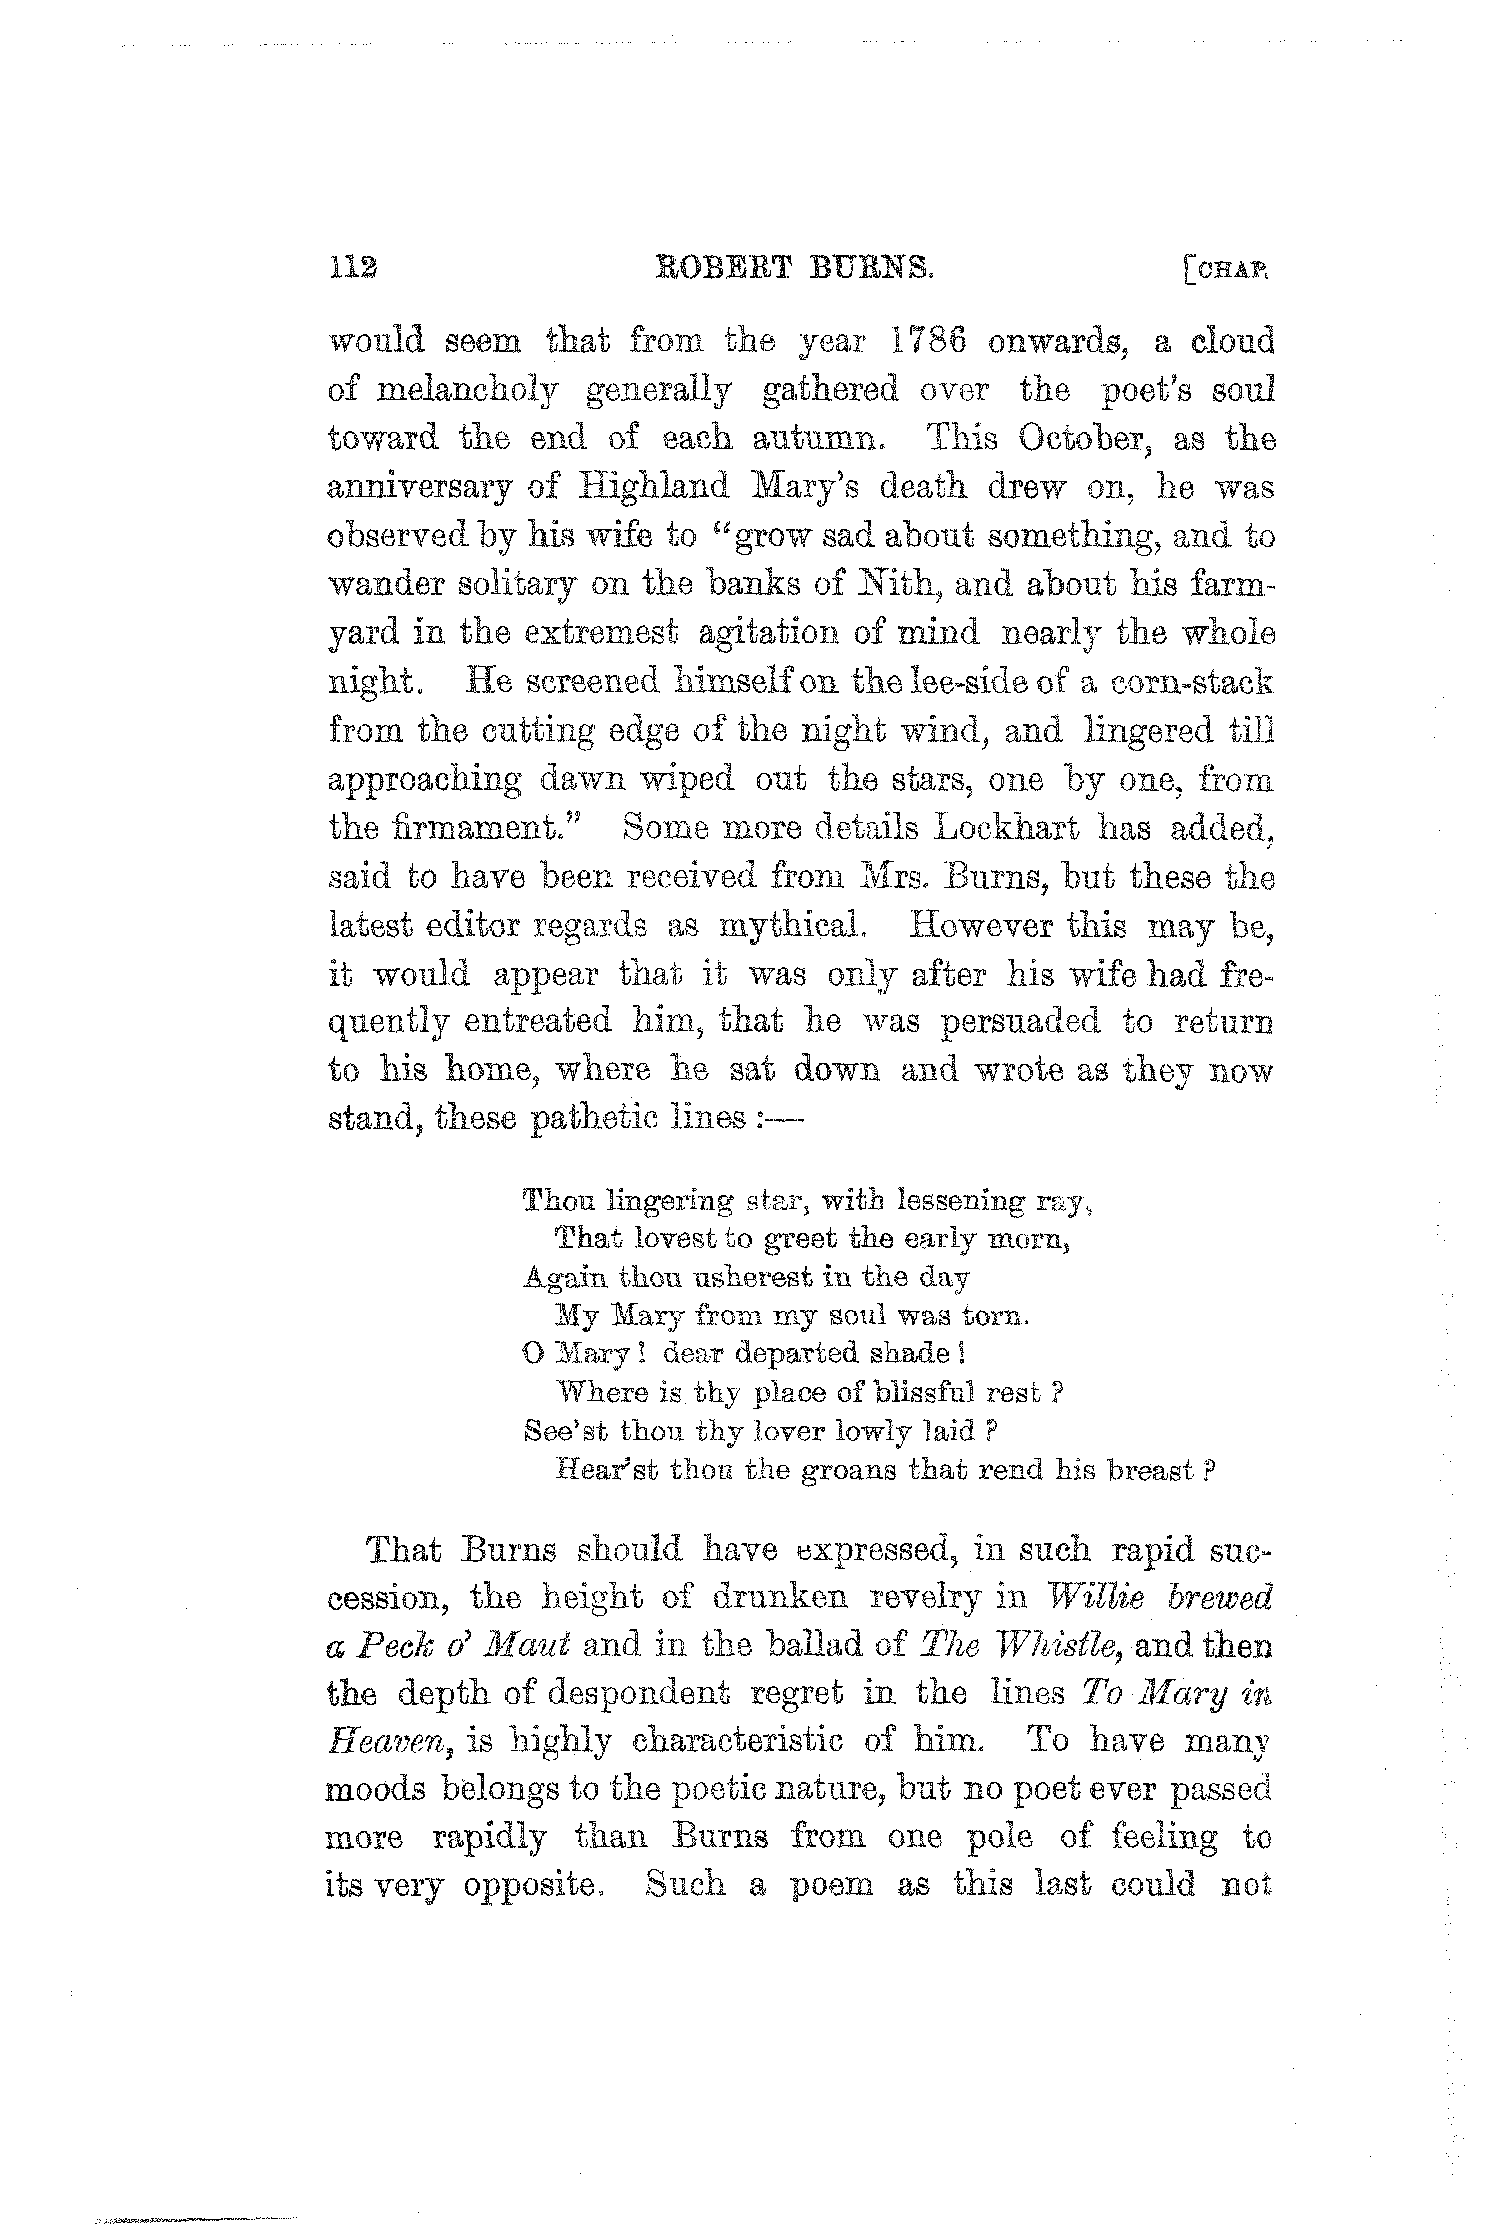 112 ROBERT BURNS. [CHAP.
would seem that from the year 1786 onwards, a cloud
of melancholy generally gathered over the poet's soul
toward the end of each autumn. This October, as the
anniversary of Highland Mary's death drew on, he was
observed by his wife to "grow sad about something, and to
wander solitary on the banks of Nith, and about his farm-
yard in the extremest agitation of mind nearly the whole
night. He screened himself on the lee-side of a corn-stack
from the cutting edge of the night wind, and lingered till
approaching dawn wiped out the stars, one by one, from
the firmament." Some more details Lockhart has added,
said to have been received from Mrs. Burns, but these the
latest editor regards as mythical. However this may be,
it would appear that it was only after his wife had fre-
quently entreated him, that he was persuaded to return
to his home, where he sat down and wrote as they now
stand, these pathetic lines :—
Thou lingering star, with lessening ray,
That lovest to greet the early morn,
Again thou usherest in the day
My Mary from my soul was torn.
O Mary! dear departed shade!
Where is thy place of blissful rest ?
See'st thou thy lover lowly laid ?
Hear'st thou the groans that rend his breast ?
That Burns should have expressed, in such rapid suc-
cession, the height of drunken revelry in Willie brewed
a Peck o' Maut and in the ballad of The Whistle, and then
the depth of despondent regret in the lines To Mary in
Heaven, is highly characteristic of him. To have many
moods belongs to the poetic nature, but no poet ever passed
more rapidly than Burns from one pole of feeling to
its very opposite. Such a poem as this last could not